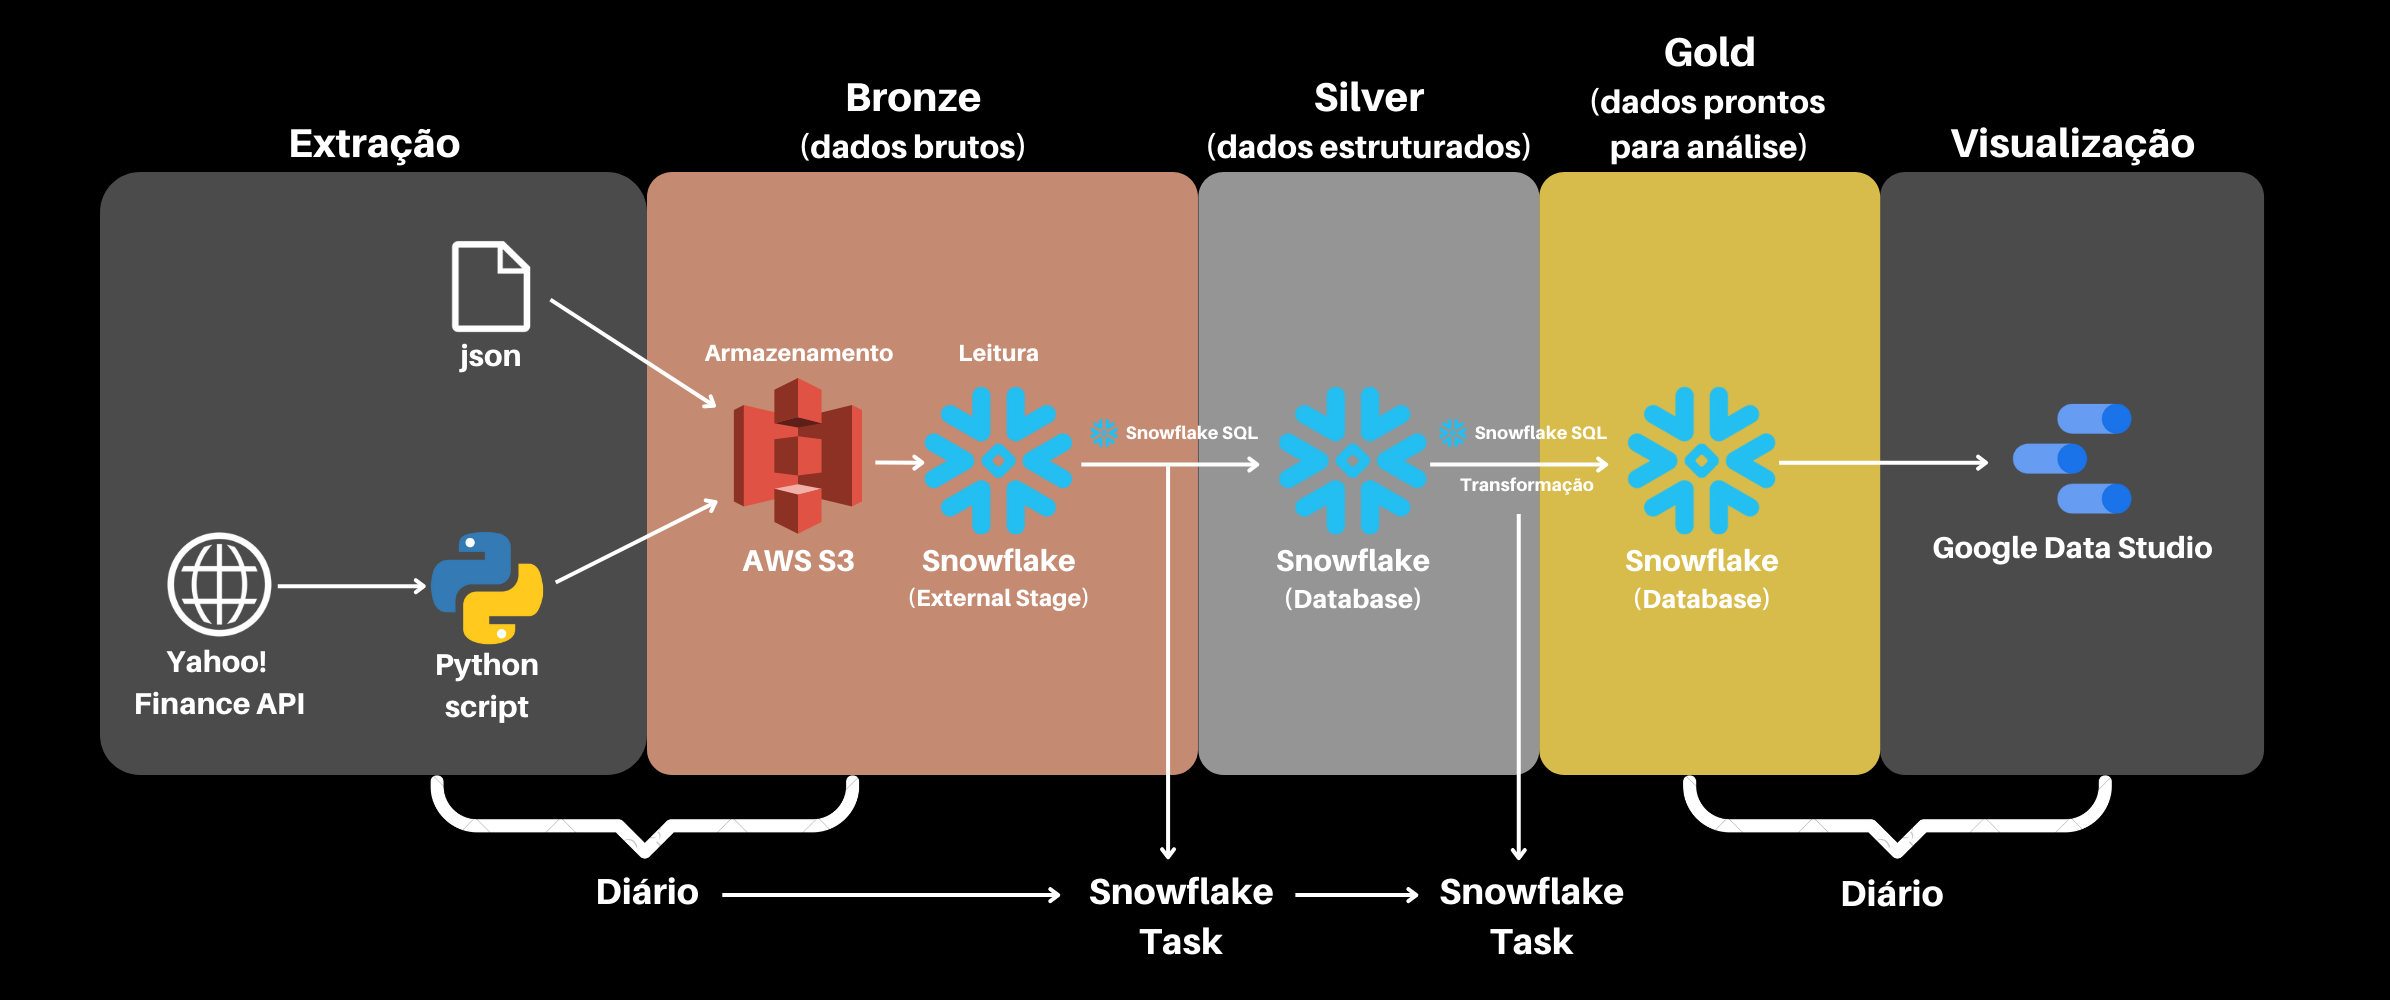 Extração
Bronze
(dados brutos)
Silver
(dados estruturados)
Gold
(dados prontos
para análise)
Visualização
json
Yahoo!
Finance API
Python
script
Armazenamento
AWS S3
Leitura
Snowflake
(External Stage)
Snowflake SQL
Snowflake
(Database)
Snowflake SQL
Transformação
Snowflake
(Database)
Google Data Studio
Diário
Snowflake
Task
Snowflake
Task
Diário